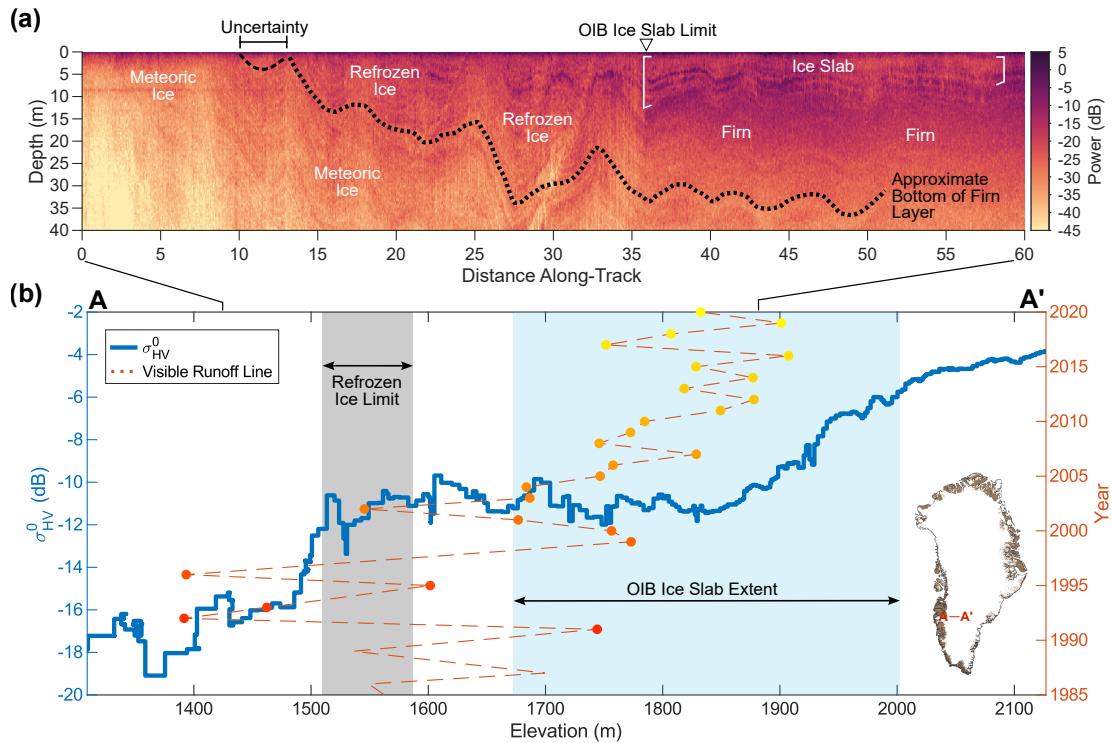 (a)
Uncertainty
OIB Ice Slab Limit
0
5
10
15
20
25
30
35
40
Depth (m)
Meteoric
Ice
Refrozen
Ice
Meteoric
Ice
Refrozen
Ice
Ice Slab
Firn
Firn
Approximate
Bottom of Firn
Layer
5
0
-5
-10
-15
-20
-25
-30
-35
-40
-45
Power (dB)
0 5 10 15 20 25 30 35 40 45 50 55 60
Distance Along-Track
(b)
A
A'
-2
-4
-6
-8
-10
-12
-14
-16
-18
-20
σ⁰HV (dB)
σ⁰HV
Visible Runoff Line
Refrozen
Ice Limit
OIB Ice Slab Extent
A–A'
2020
2015
2010
2005
2000
1995
1990
1985
Year
1400 1500 1600 1700 1800 1900 2000 2100
Elevation (m)